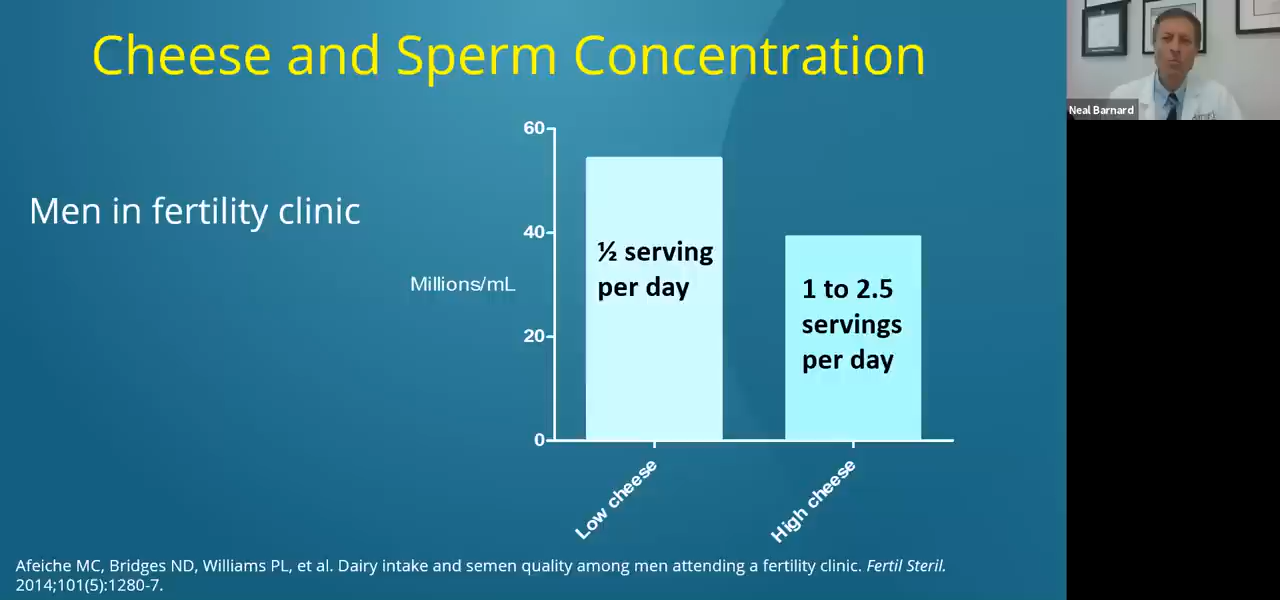 Cheese and Sperm Concentration
Neal Barnard
Men in fertility clinic
Millions/mL
60
40
20
0
½ serving
per day
1 to 2.5
servings
per day
Low cheese
High cheese
Afeiche MC, Bridges ND, Williams PL, et al. Dairy intake and semen quality among men attending a fertility clinic. Fertil Steril.
2014;101(5):1280-7.